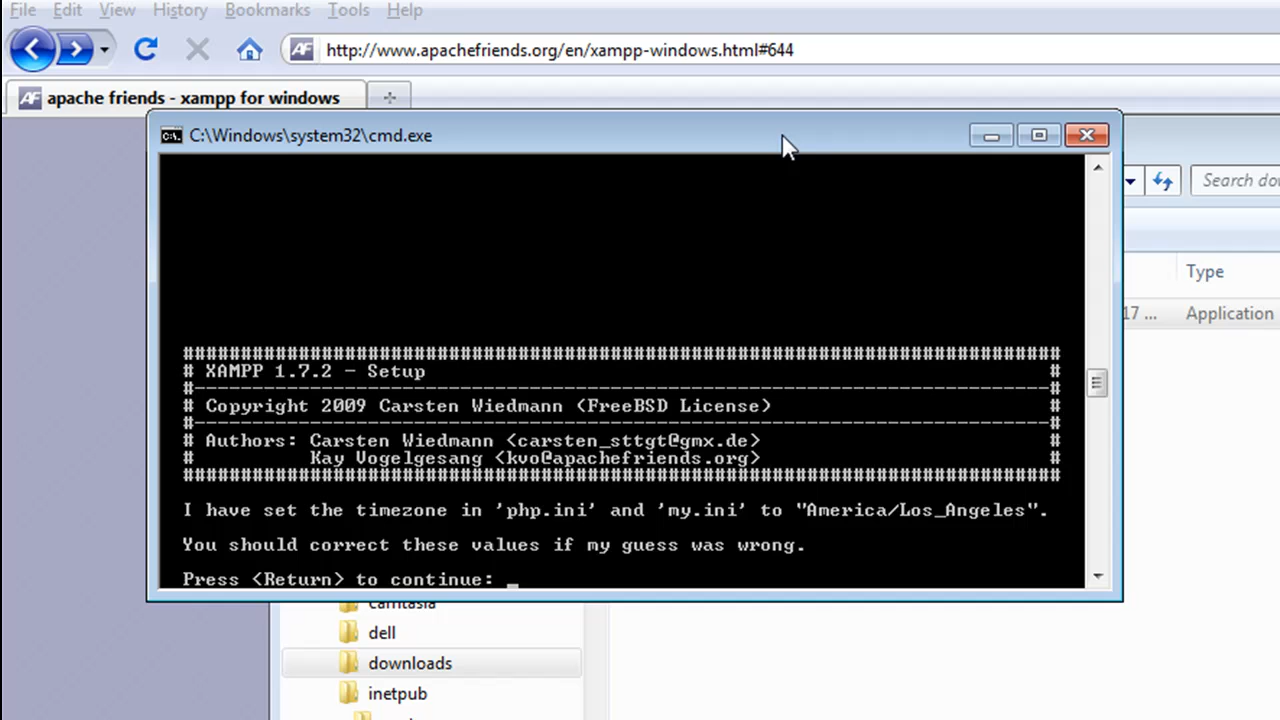 File Edit View History Bookmarks Tools Help
http://www.apachefriends.org/en/xampp-windows.html#644
apache friends - xampp for windows
C:\Windows\system32\cmd.exe
Search do
Type
17 ... Application
################################################################################
# XAMPP 1.7.2 - Setup #
#------------------------------------------------------------------------------#
# Copyright 2009 Carsten Wiedmann (FreeBSD License) #
#------------------------------------------------------------------------------#
# Authors: Carsten Wiedmann <carsten_sttgt@gmx.de> #
# Kay Vogelgesang <kvo@apachefriends.org> #
################################################################################
I have set the timezone in 'php.ini' and 'my.ini' to "America/Los_Angeles".
You should correct these values if my guess was wrong.
Press <Return> to continue: _
camtasia
dell
downloads
inetpub